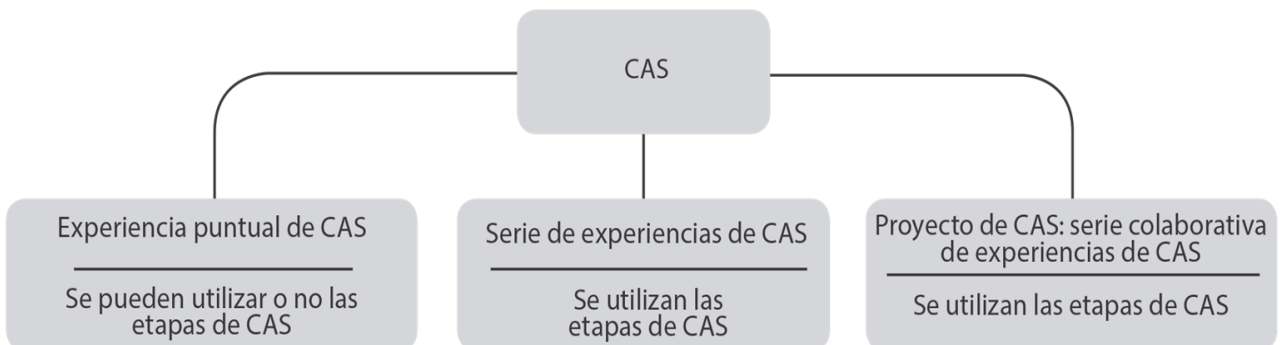 CAS
Experiencia puntual de CAS
Se pueden utilizar o no las
etapas de CAS
Serie de experiencias de CAS
Se utilizan las
etapas de CAS
Proyecto de CAS: serie colaborativa
de experiencias de CAS
Se utilizan las etapas de CAS